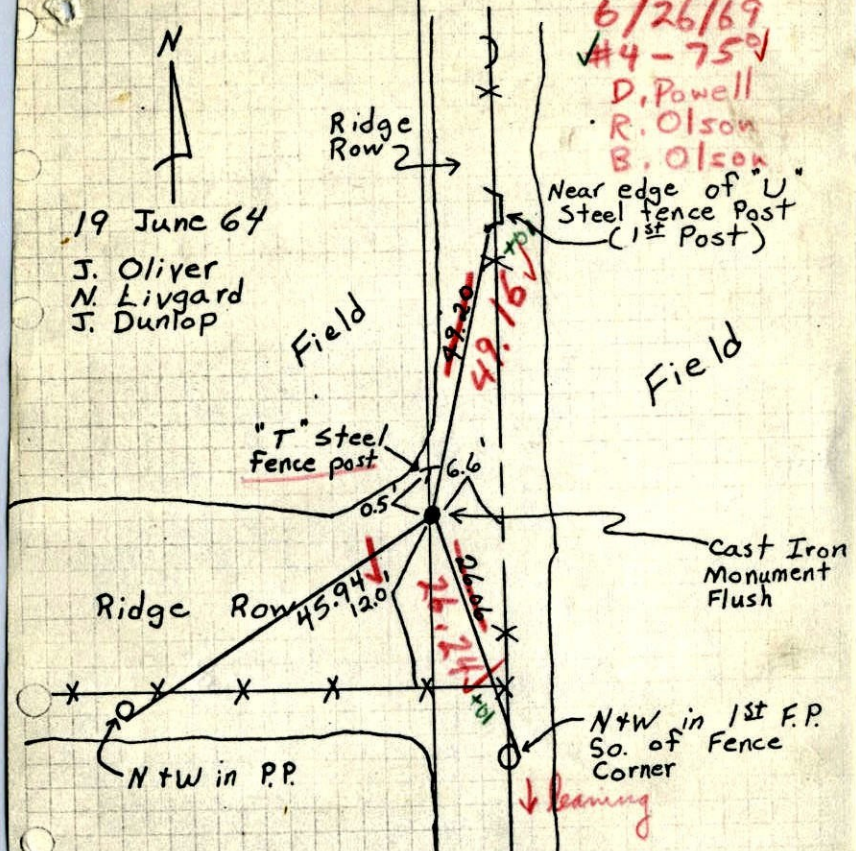 6/26/69
#4 - 75°
D. Powell
R. Olson
B. Olson
N
19 June 64
J. Oliver
N. Livgard
J. Dunlop
Ridge
Row
Near edge of "U"
Steel fence Post
(1st Post)
+01
49.20
49.15
Field
Field
"T" Steel
Fence post
6.6'
0.5'
Cast Iron
Monument
Flush
Ridge Row
45.94
12.0'
26.06
26.24
+01
N+W in 1st F.P.
So. of Fence
Corner
N+W in P.P.
leaning